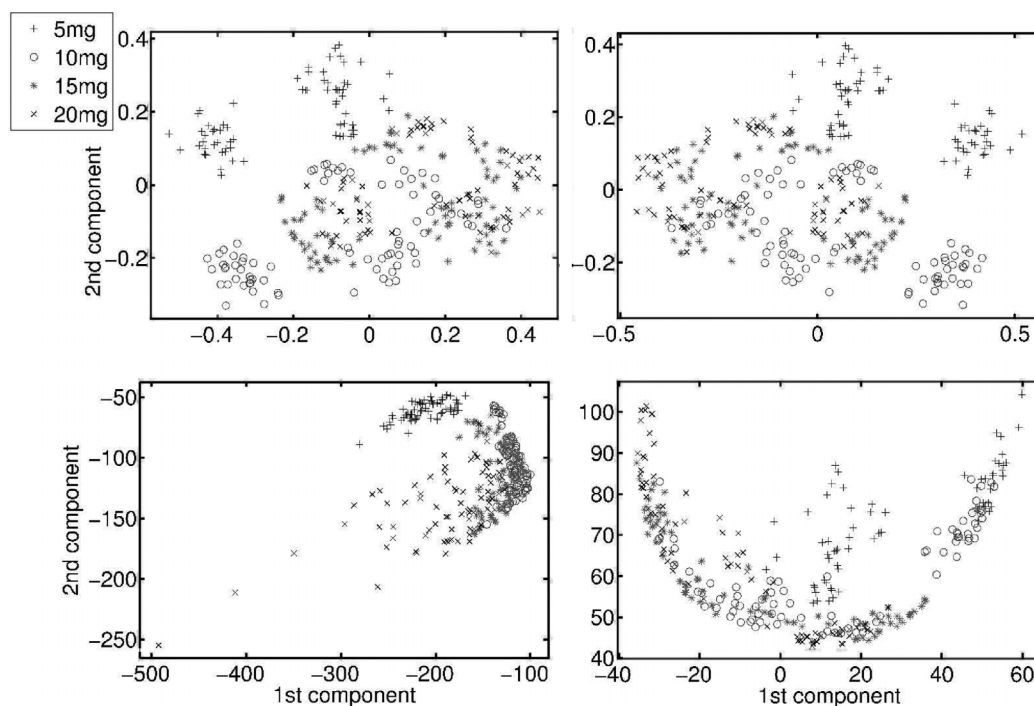 + 5mg
○ 10mg
* 15mg
× 20mg
0.4
0.2
0
−0.2
2nd component
−0.4 −0.2 0 0.2 0.4
0.4
0.2
0
−0.2
−0.5 0 0.5
−50
−100
−150
−200
−250
2nd component
−500 −400 −300 −200 −100
1st component
100
90
80
70
60
50
40
−40 −20 0 20 40 60
1st component